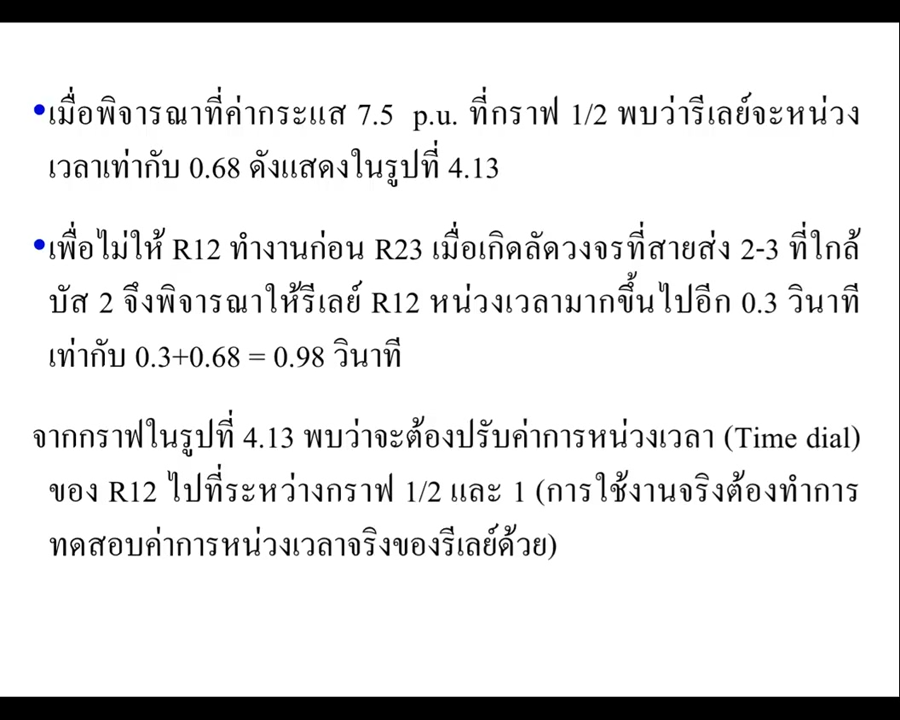 •เมื่อพิจารณาที่ค่ากระแส 7.5 p.u. ที่กราฟ 1/2 พบว่ารีเลย์จะหน่วง
เวลาเท่ากับ 0.68 ดังแสดงในรูปที่ 4.13
•เพื่อไม่ให้ R12 ทำงานก่อน R23 เมื่อเกิดลัดวงจรที่สายส่ง 2-3 ที่ใกล้
บัส 2 จึงพิจารณาให้รีเลย์ R12 หน่วงเวลามากขึ้นไปอีก 0.3 วินาที
เท่ากับ 0.3+0.68 = 0.98 วินาที
จากกราฟในรูปที่ 4.13 พบว่าจะต้องปรับค่าการหน่วงเวลา (Time dial)
ของ R12 ไปที่ระหว่างกราฟ 1/2 และ 1 (การใช้งานจริงต้องทำการ
ทดสอบค่าการหน่วงเวลาจริงของรีเลย์ด้วย)